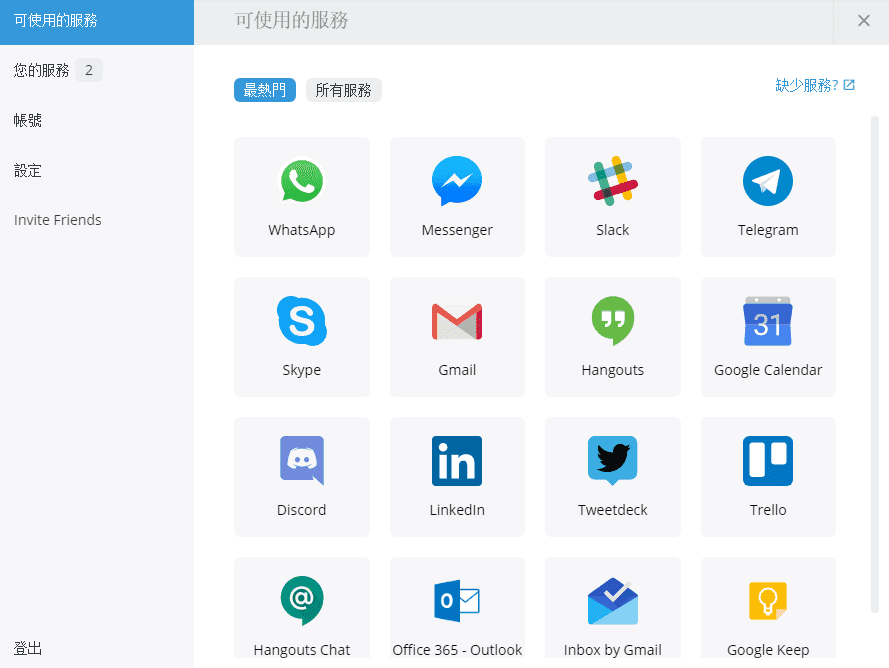 可使用的服務
可使用的服務
您的服務 2
帳號
設定
Invite Friends
登出
最熱門 所有服務
缺少服務?
WhatsApp Messenger Slack Telegram
Skype Gmail Hangouts 31 Google Calendar
Discord in LinkedIn Tweetdeck Trello
Hangouts Chat Office 365 - Outlook Inbox by Gmail Google Keep